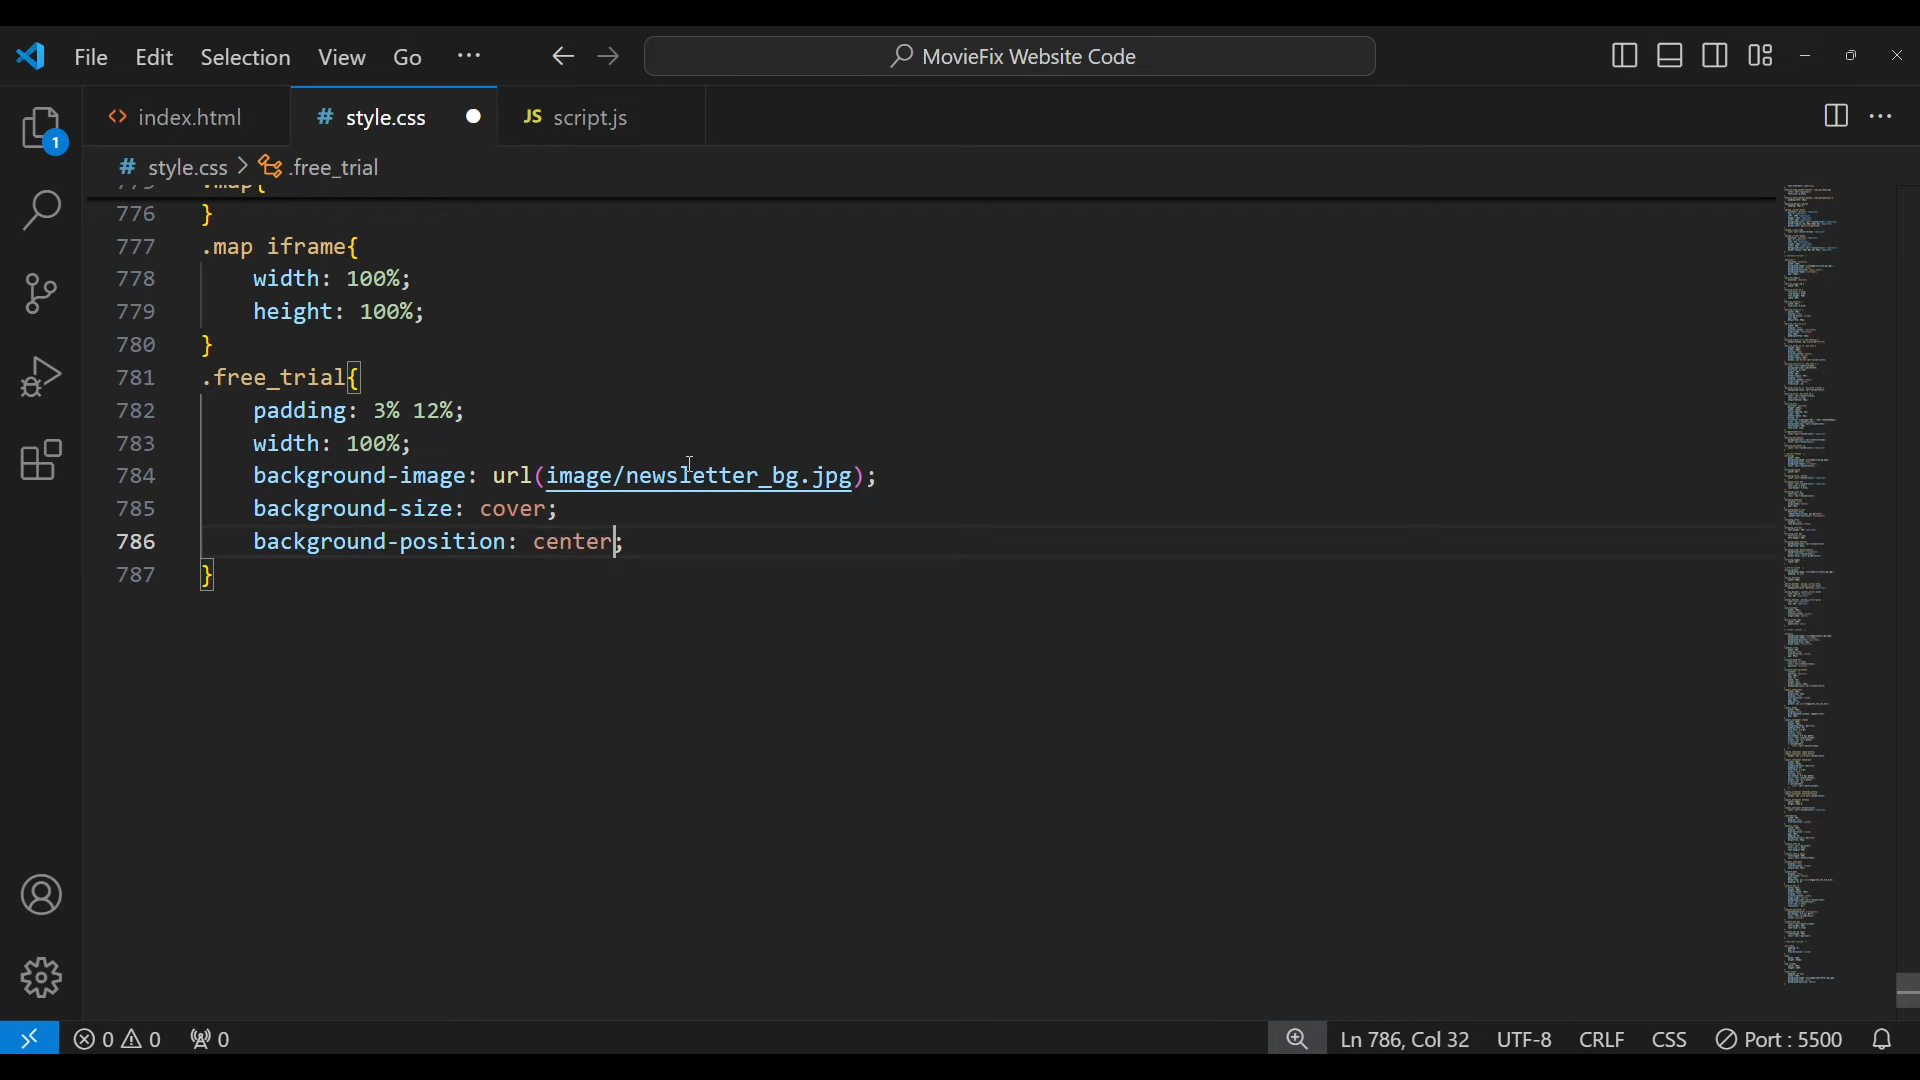 File Edit Selection View Go ··· MovieFix Website Code
1 index.html # style.css JS script.js
# style.css > .free_trial
776 }
777 .map iframe{
778 width: 100%;
779 height: 100%;
780 }
781 .free_trial{
782 padding: 3% 12%;
783 width: 100%;
784 background-image: url(image/newsletter_bg.jpg);
785 background-size: cover;
786 background-position: center;
787 }
0 0 0 Ln 786, Col 32 UTF-8 CRLF CSS Port : 5500